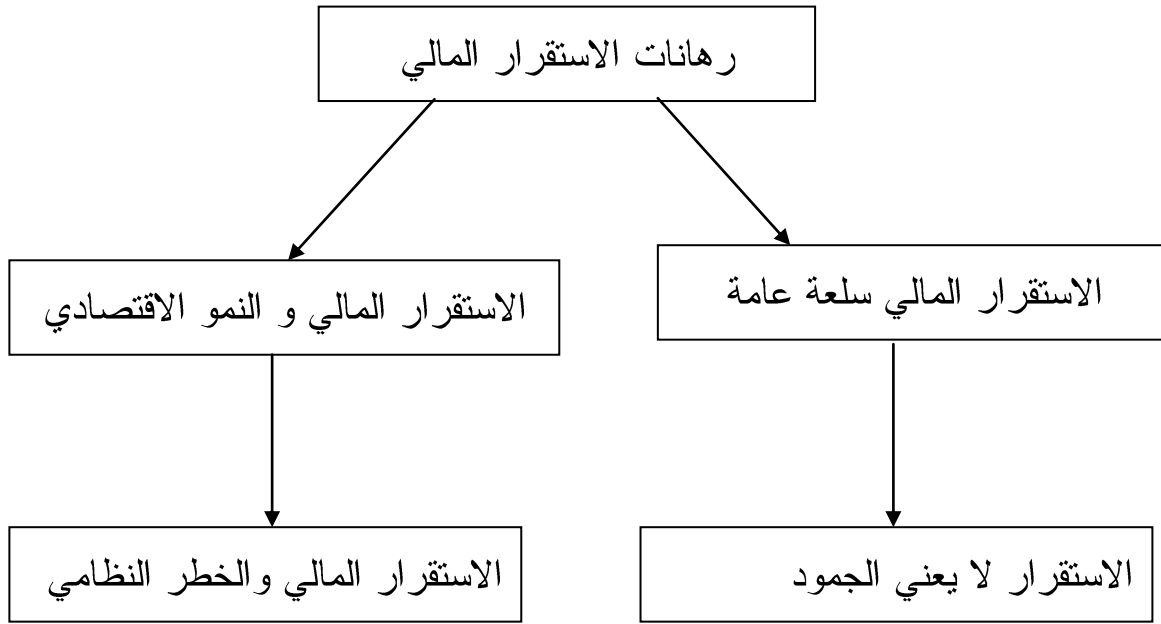 رهانات الاستقرار المالي
الاستقرار المالي سلعة عامة
الاستقرار المالي و النمو الاقتصادي
الاستقرار لا يعني الجمود
الاستقرار المالي والخطر النظامي